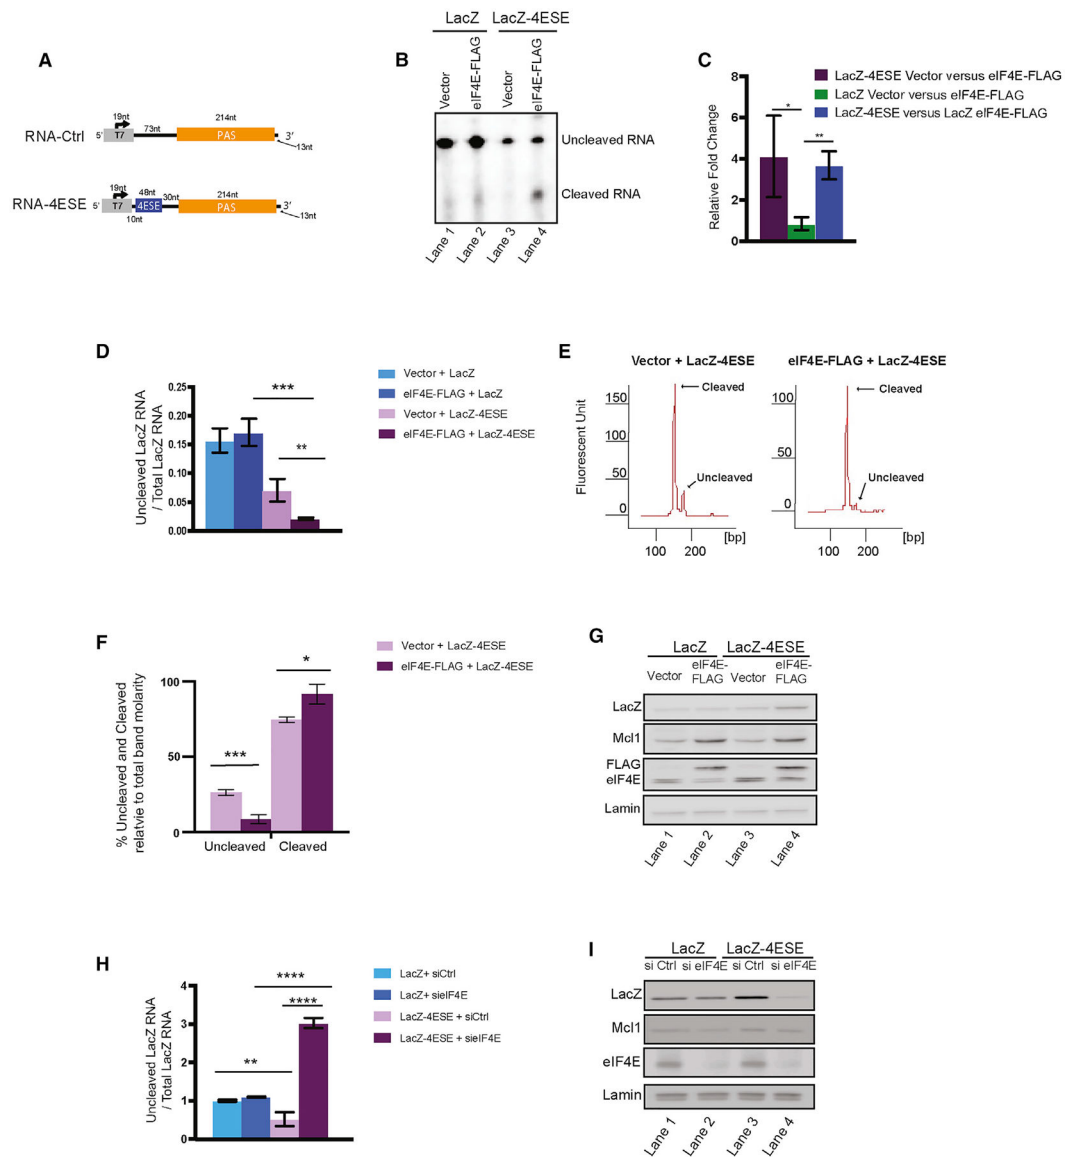 A
RNA-Ctrl
5'
19nt
T7
73nt
214nt
PAS
3'
13nt
RNA-4ESE
5'
19nt
T7
10nt
48nt
4ESE
30nt
214nt
PAS
3'
13nt
B
LacZ LacZ-4ESE
Vector
eIF4E-FLAG
Vector
eIF4E-FLAG
Uncleaved RNA
Cleaved RNA
Lane 1
Lane 2
Lane 3
Lane 4
C
Relative Fold Change
8
6
4
2
0
*
**
LacZ-4ESE Vector versus eIF4E-FLAG
LacZ Vector versus eIF4E-FLAG
LacZ-4ESE versus LacZ eIF4E-FLAG
D
Uncleaved LacZ RNA
/ Total LacZ RNA
0.25
0.20
0.15
0.10
0.05
0.00
***
**
Vector + LacZ
eIF4E-FLAG + LacZ
Vector + LacZ-4ESE
eIF4E-FLAG + LacZ-4ESE
E
Vector + LacZ-4ESE
Fluorescent Unit
150
100
50
0
Cleaved
Uncleaved
100 200 [bp]
eIF4E-FLAG + LacZ-4ESE
100
50
0
Cleaved
Uncleaved
100 200 [bp]
F
% Uncleaved and Cleaved
relatvie to total band molarity
100
50
0
***
*
Uncleaved Cleaved
Vector + LacZ-4ESE
eIF4E-FLAG + LacZ-4ESE
G
LacZ LacZ-4ESE
Vector eIF4E-FLAG Vector eIF4E-FLAG
LacZ
Mcl1
FLAG
eIF4E
Lamin
Lane 1
Lane 2
Lane 3
Lane 4
H
Uncleaved LacZ RNA
/ Total LacZ RNA
4
3
2
1
0
****
****
**
LacZ+ siCtrl
LacZ+ sieIF4E
LacZ-4ESE + siCtrl
LacZ-4ESE + sieIF4E
I
LacZ LacZ-4ESE
si Ctrl si eIF4E si Ctrl si eIF4E
LacZ
Mcl1
eIF4E
Lamin
Lane 1
Lane 2
Lane 3
Lane 4